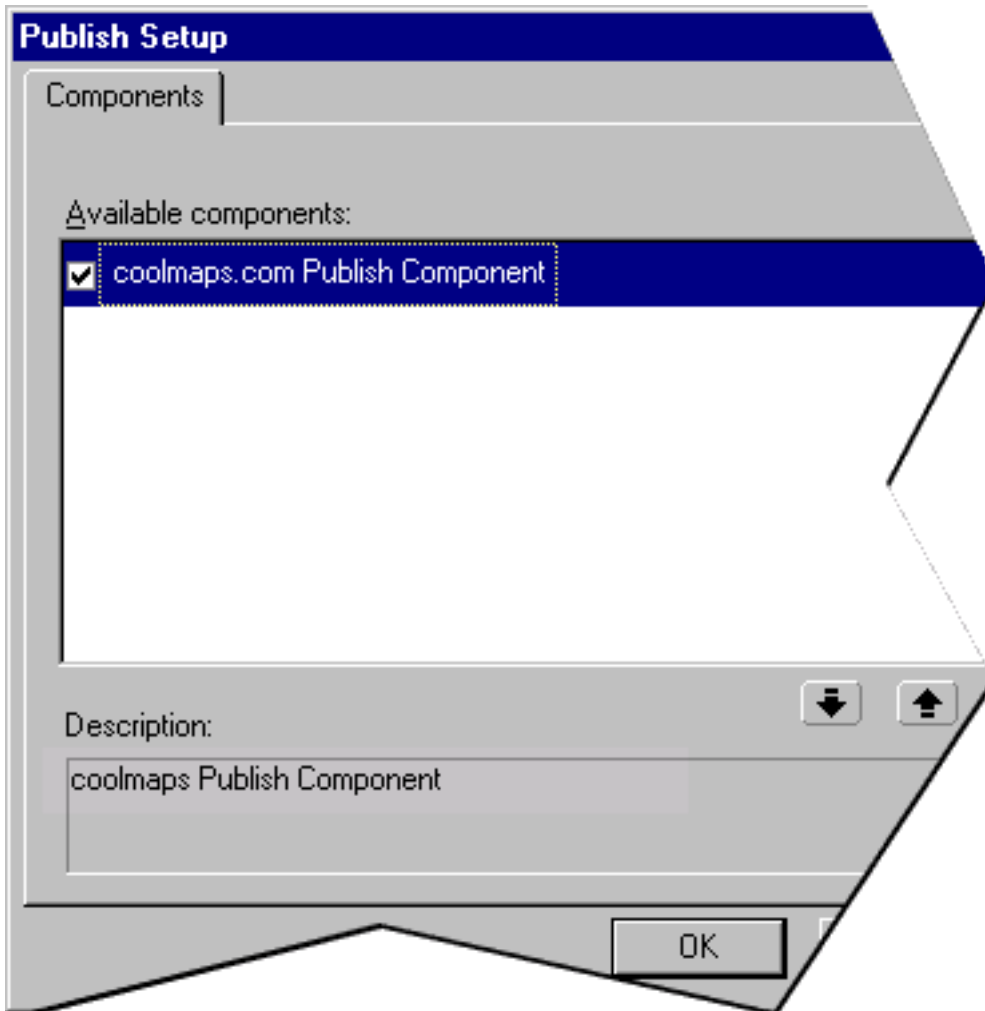 Publish Setup
Components
Available components:
coolmaps.com Publish Component
Description:
coolmaps Publish Component
OK